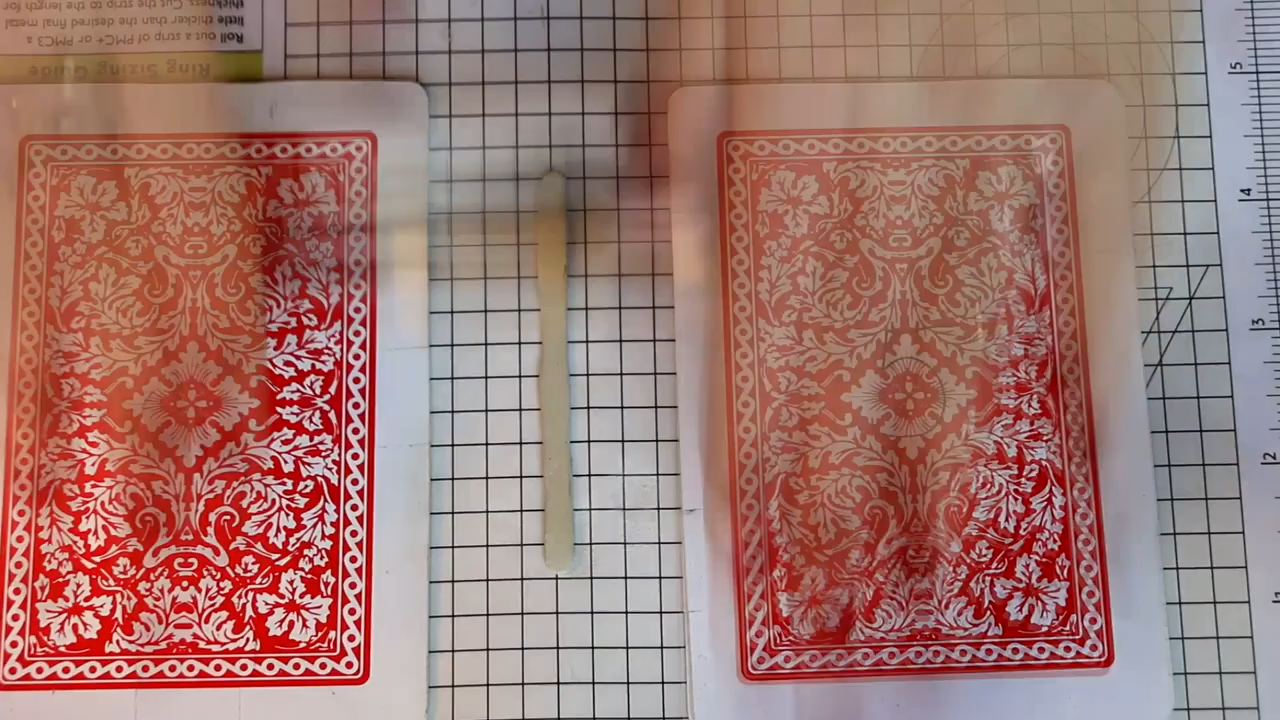 Ring Sizing Guide
Roll out a strip of PMC+ or PMC3 a
little thicker than the desired final metal
thickness. Cut the strip to the length for
5
4
3
2
1